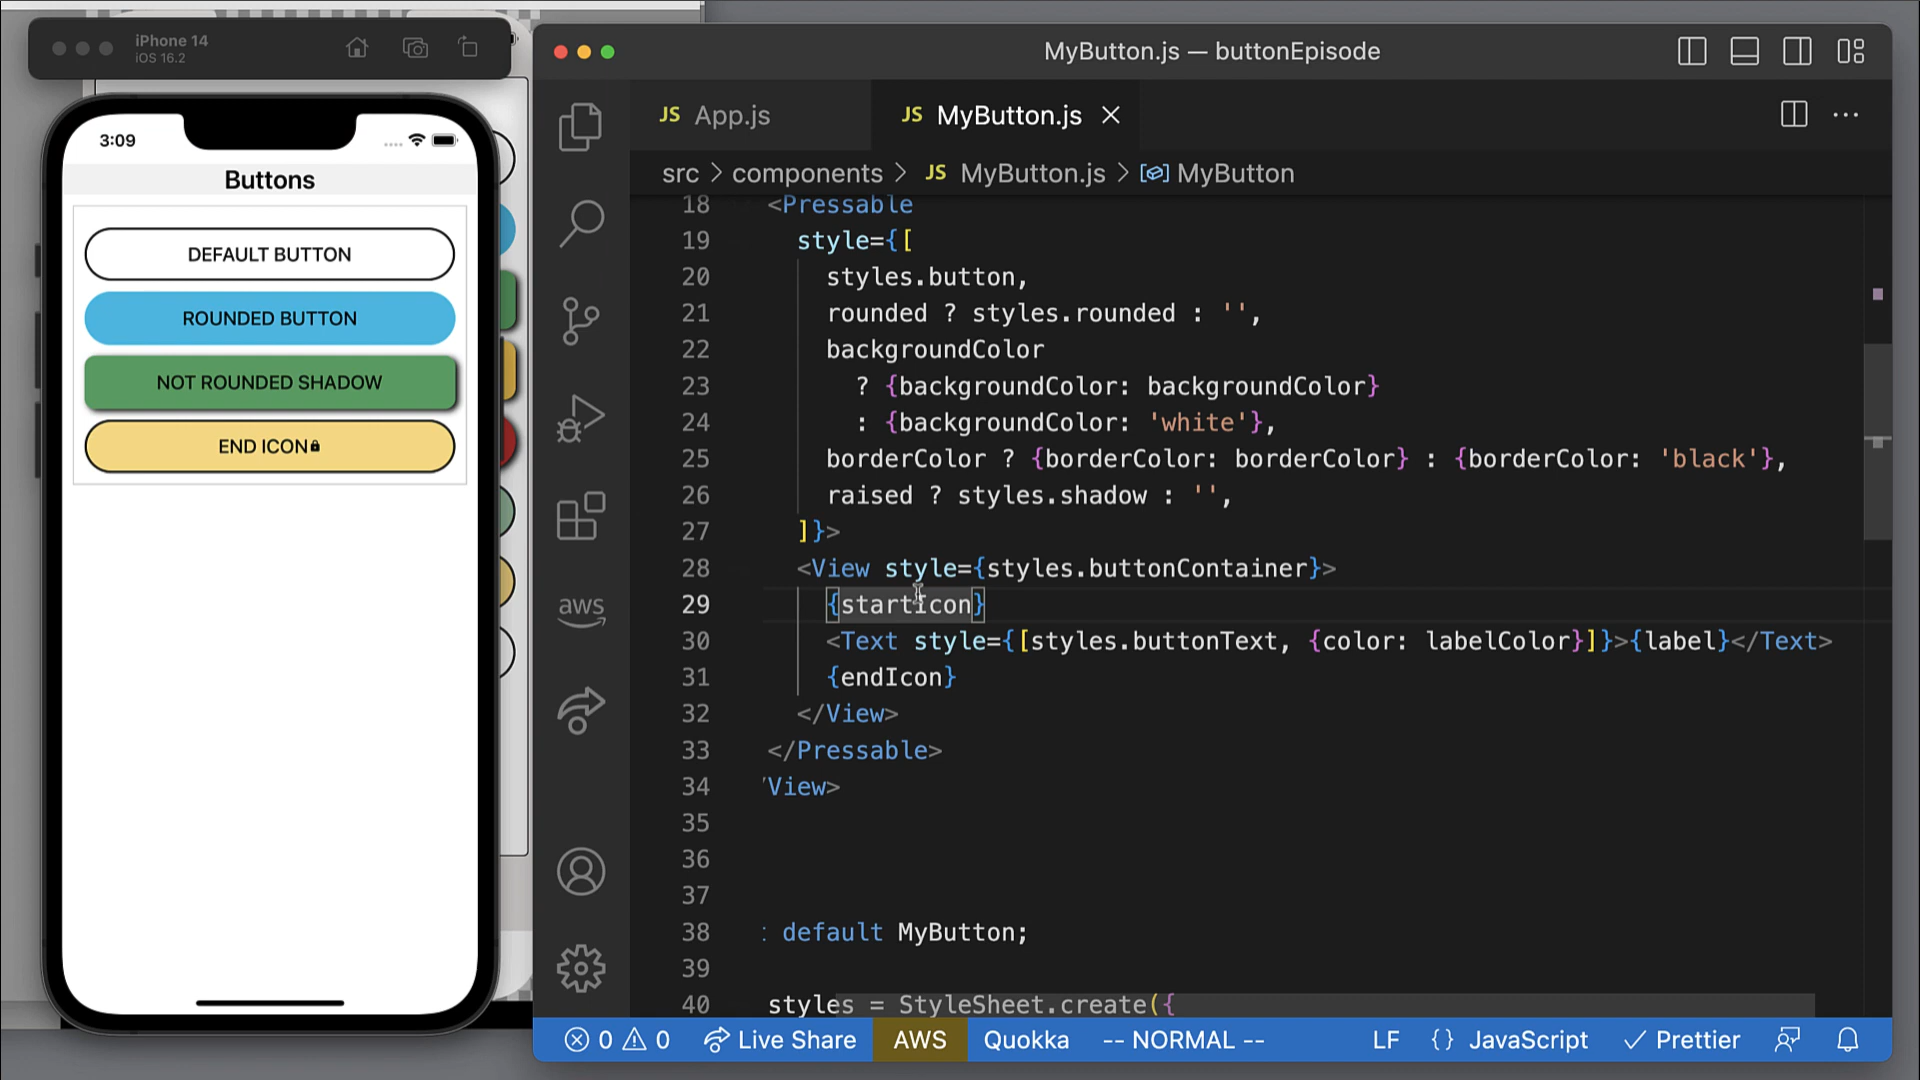 iPhone 14
iOS 16.2
3:09
Buttons
DEFAULT BUTTON
ROUNDED BUTTON
NOT ROUNDED SHADOW
END ICON
MyButton.js — buttonEpisode
JS App.js
JS MyButton.js
src > components > JS MyButton.js > MyButton
18 <Pressable
19 style={[
20 styles.button,
21 rounded ? styles.rounded : '',
22 backgroundColor
23 ? {backgroundColor: backgroundColor}
24 : {backgroundColor: 'white'},
25 borderColor ? {borderColor: borderColor} : {borderColor: 'black'},
26 raised ? styles.shadow : '',
27 ]}>
28 <View style={styles.buttonContainer}>
29 {startIcon}
30 <Text style={[styles.buttonText, {color: labelColor}]}>{label}</Text>
31 {endIcon}
32 </View>
33 </Pressable>
34 /View>
35
36
37
38 : default MyButton;
39
40 styles = StyleSheet.create({
aws
0 0 Live Share AWS Quokka -- NORMAL -- LF {} JavaScript Prettier